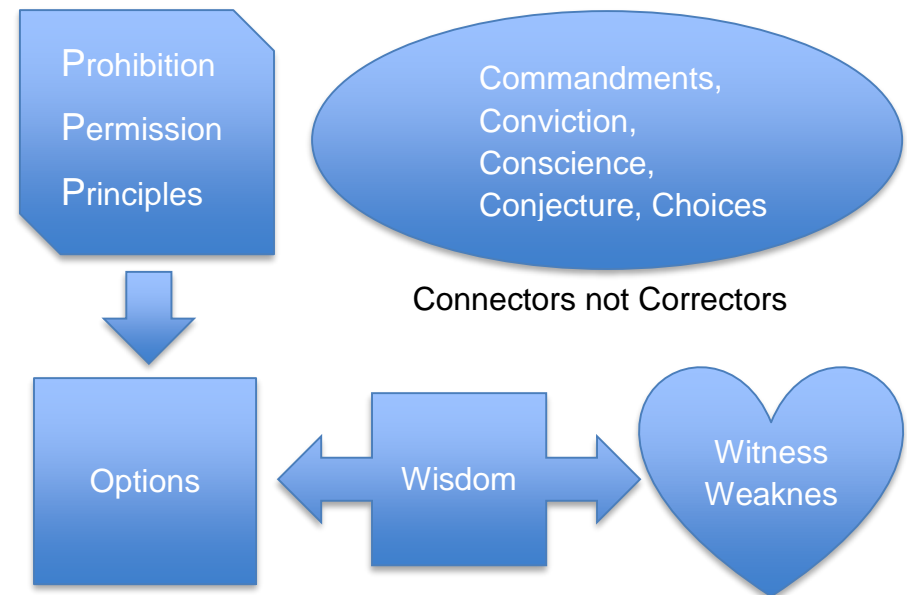 Prohibition
Permission
Principles
Commandments,
Conviction,
Conscience,
Conjecture, Choices
Connectors not Correctors
Options
Wisdom
Witness
Weaknes